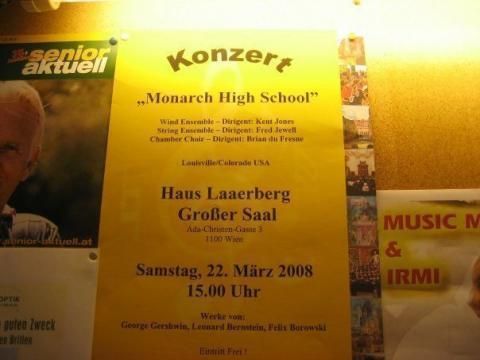 senior
aktuell
.senior-aktuell.at
OPTIK
guten Zweck
en Brillen
Konzert
„Monarch High School”
Wind Ensemble – Dirigent: Kent Jones
String Ensemble – Dirigent: Fred Jewell
Chamber Choir – Dirigent: Brian du Fresne
Louisville/Colorado USA
Haus Laaerberg
Großer Saal
Ada-Christen-Gasse 3
1100 Wien
Samstag, 22. März 2008
15.00 Uhr
Werke von:
George Gershwin, Leonard Bernstein, Felix Borowski
Eintritt Frei !
MUSIC M
&
IRMI